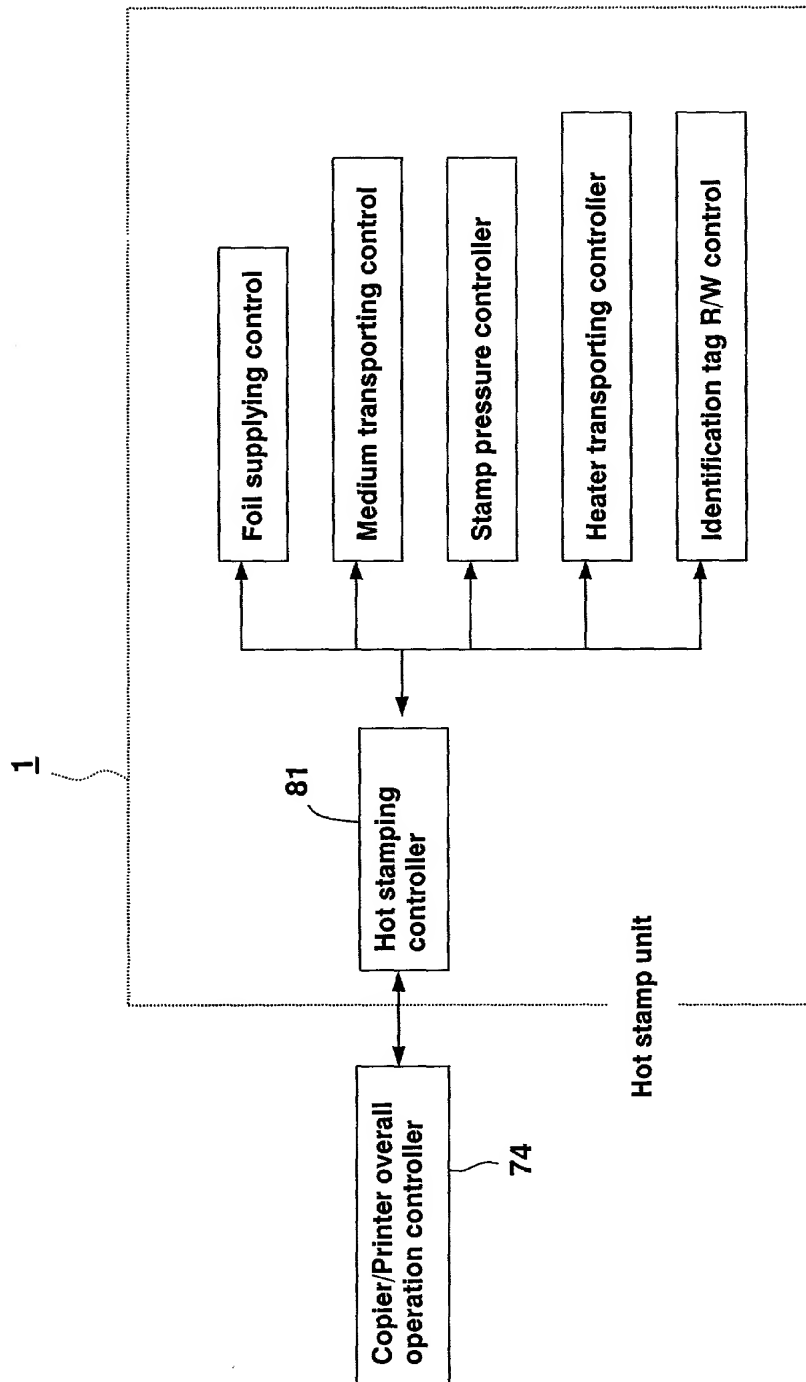 1
Copier/Printer overall
operation controller
74
Hot stamping
controller
81
Foil supplying control
Medium transporting control
Stamp pressure controller
Heater transporting controller
Identification tag R/W control
Hot stamp unit